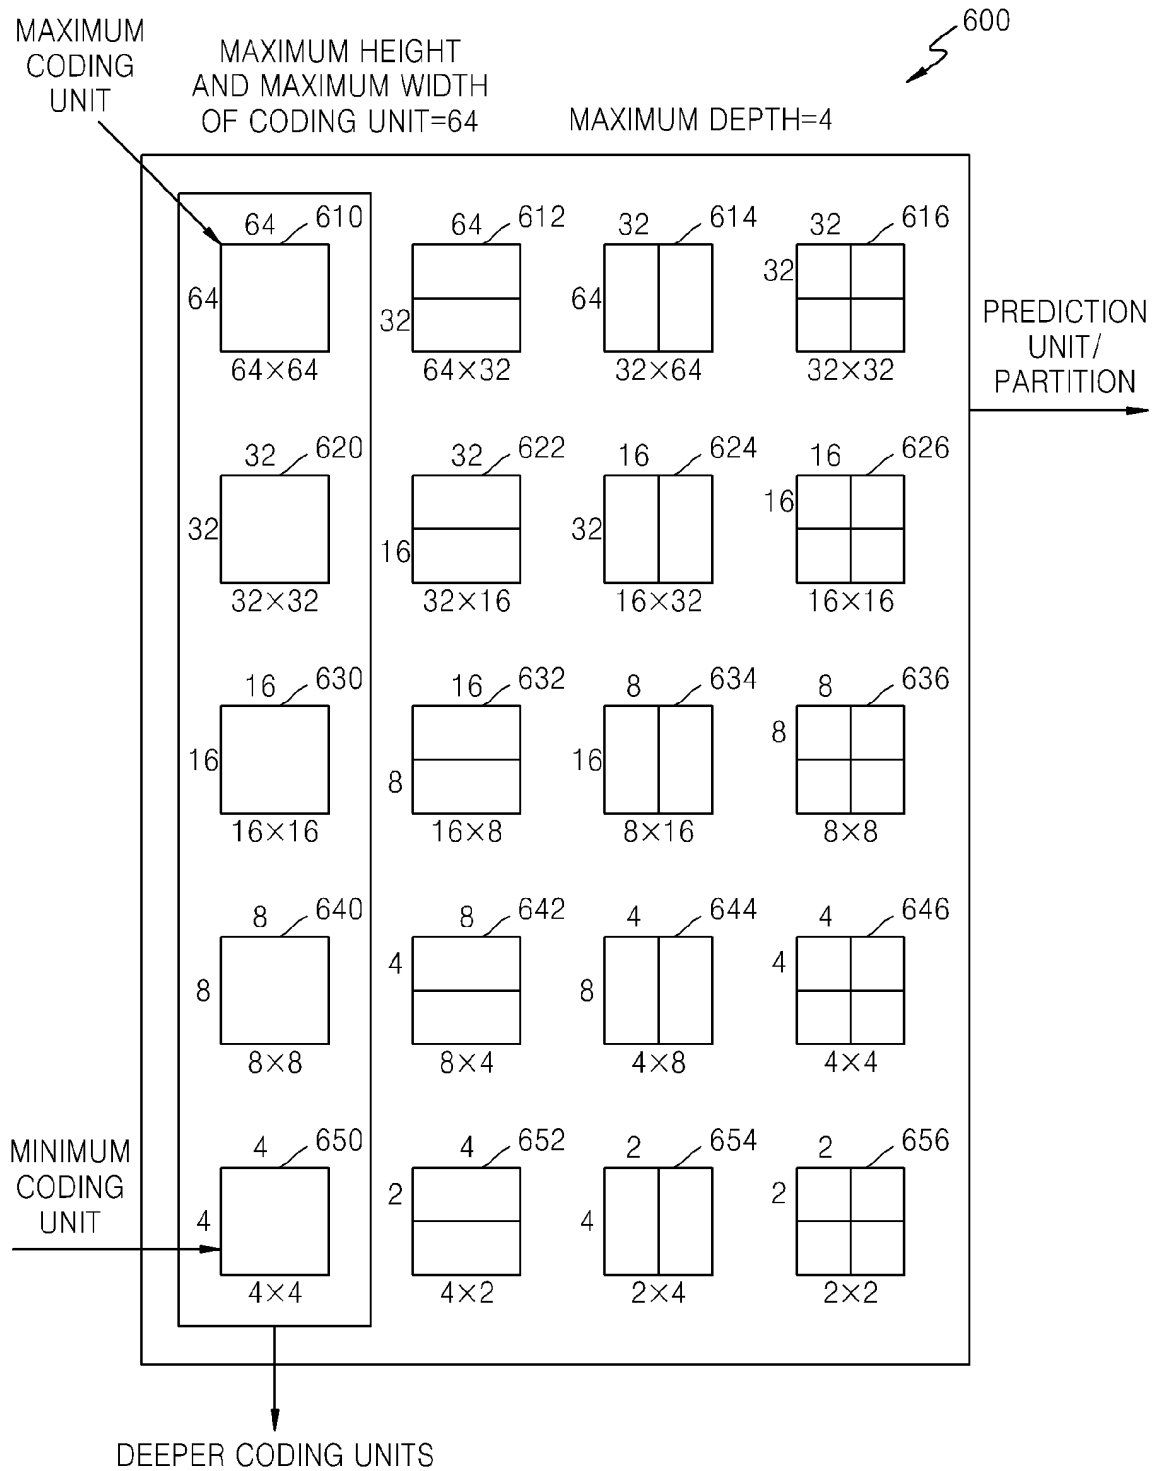 600
MAXIMUM
CODING
UNIT
MAXIMUM HEIGHT
AND MAXIMUM WIDTH
OF CODING UNIT=64
MAXIMUM DEPTH=4
64 610 64 612 32 614 32 616
64 32 64 32
64×64 64×32 32×64 32×32
PREDICTION
UNIT/
PARTITION
32 620 32 622 16 624 16 626
32 16 32 16
32×32 32×16 16×32 16×16
16 630 16 632 8 634 8 636
16 8 16 8
16×16 16×8 8×16 8×8
8 640 8 642 4 644 4 646
8 4 8 4
8×8 8×4 4×8 4×4
MINIMUM
CODING
UNIT
4 650 4 652 2 654 2 656
4 2 4 2
4×4 4×2 2×4 2×2
DEEPER CODING UNITS